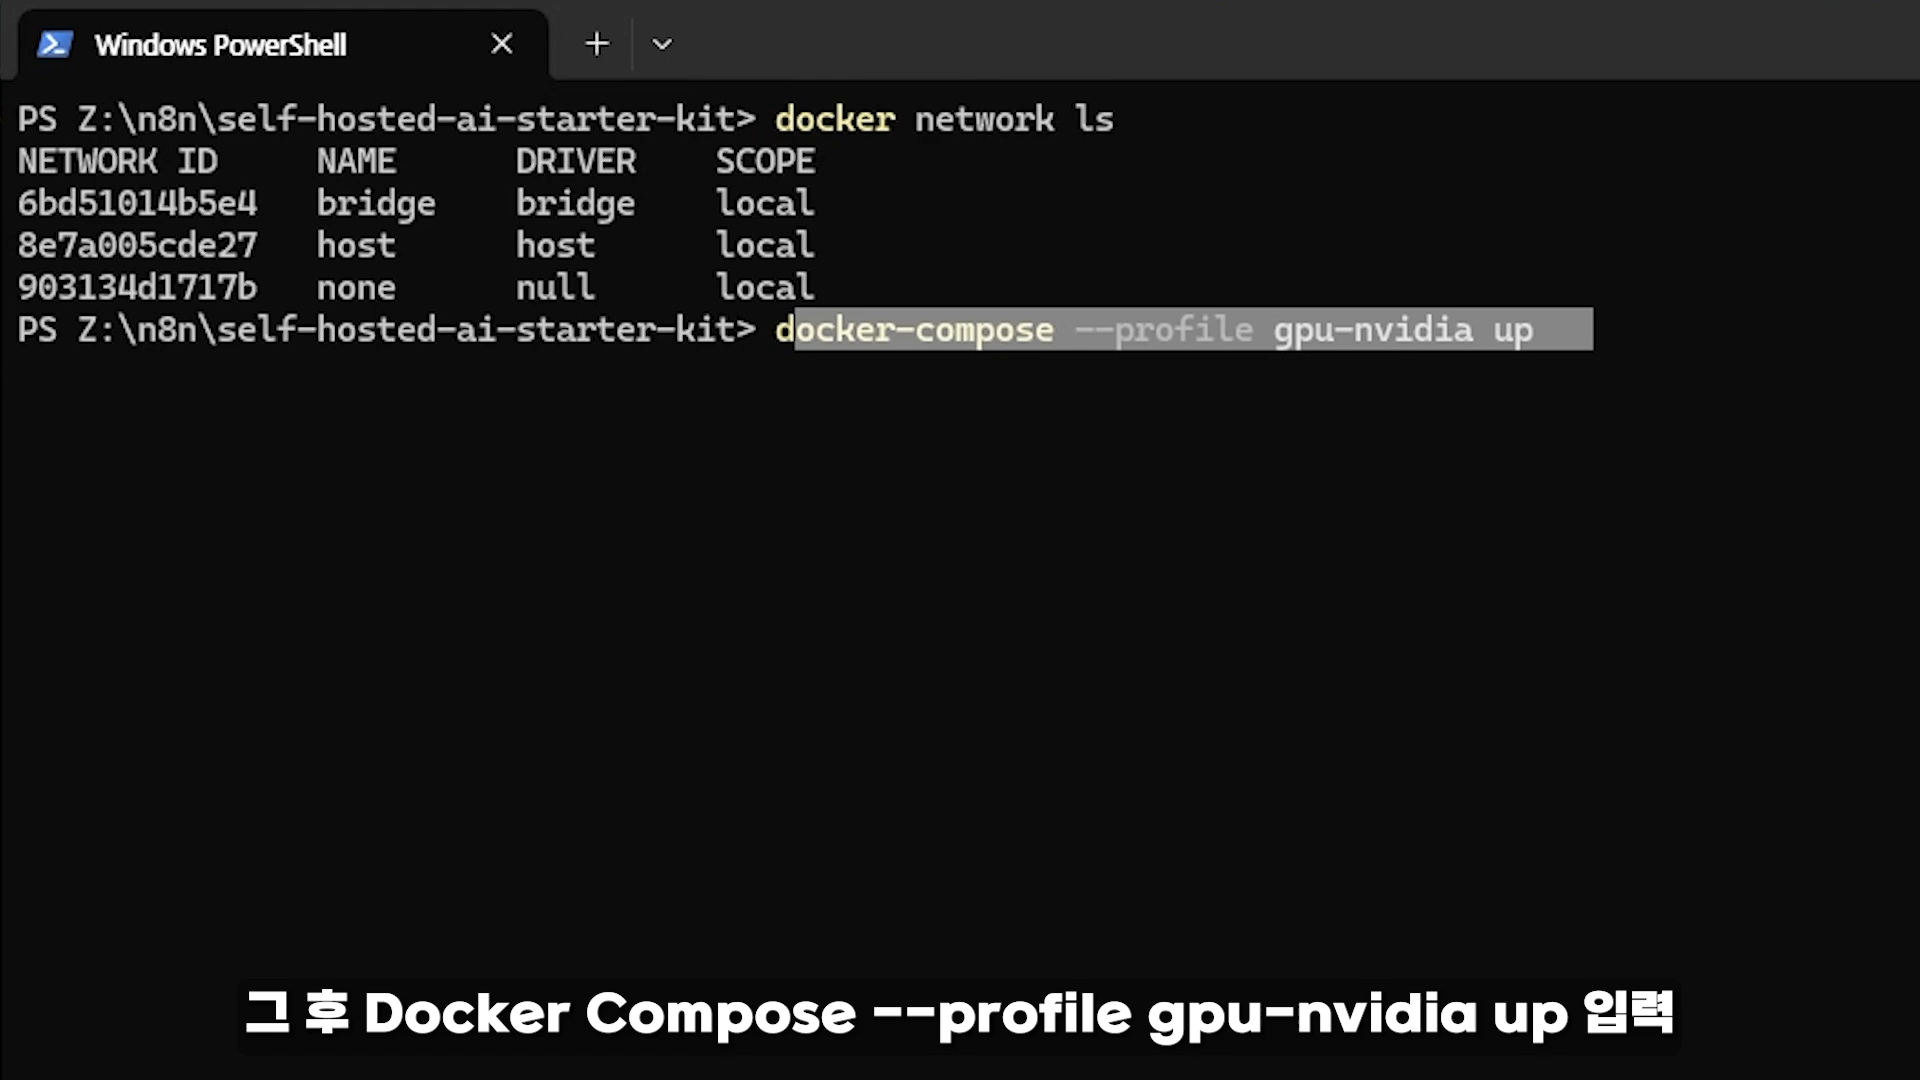 Windows PowerShell
PS Z:\n8n\self-hosted-ai-starter-kit> docker network ls
NETWORK ID     NAME      DRIVER    SCOPE
6bd51014b5e4   bridge    bridge    local
8e7a005cde27   host      host      local
903134d1717b   none      null      local
PS Z:\n8n\self-hosted-ai-starter-kit> docker-compose --profile gpu-nvidia up
그 후 Docker Compose --profile gpu-nvidia up 입력